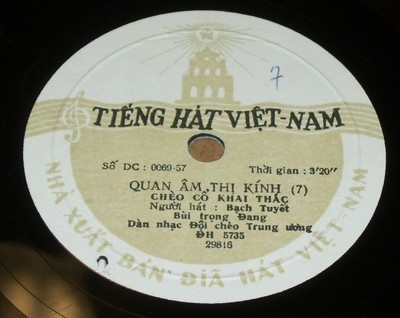 7
TIẾNG HÁT VIỆT-NAM
Số DC : 0069-57 Thời gian : 3'20"
QUAN ÂM THỊ KÍNH (7)
CHÈO CỔ KHAI THÁC
Người hát : Bạch Tuyết
Bùi trọng Đang
Dàn nhạc Đội chèo Trung ương
ĐH 5735
29816
NHÀ XUẤT BẢN ĐĨA HÁT VIỆT-NAM